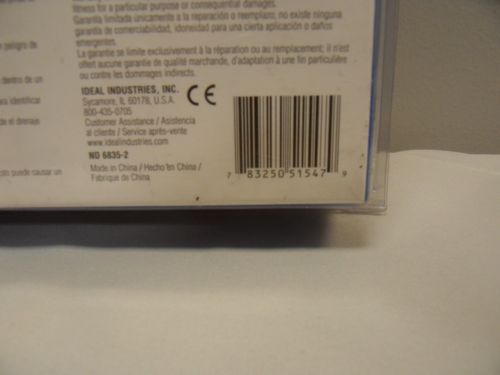 fitness for a particular purpose or consequential damages.
Garantía limitada únicamente a la reparación o reemplazo; no existe ninguna
garantía de comerciabilidad, idoneidad para una cierta aplicación o daños
emergentes.
La garantie se limite exclusivement à la réparation ou au remplacement; il n'est
offert aucune garantie de qualité marchande, d'adaptation à une fin particulière
ou contre les dommages indirects.
peligro de
dentro de un
para identificar
de el drenaje
puede causar un
IDEAL INDUSTRIES, INC.
Sycamore, IL 60178, U.S.A.
800-435-0705
Customer Assistance / Asistencia
al cliente / Service après-vente
www.idealindustries.com
ND 6835-2
Made in China / Hecho en China /
Fabriqué de China
CE
7 83250 51547 9